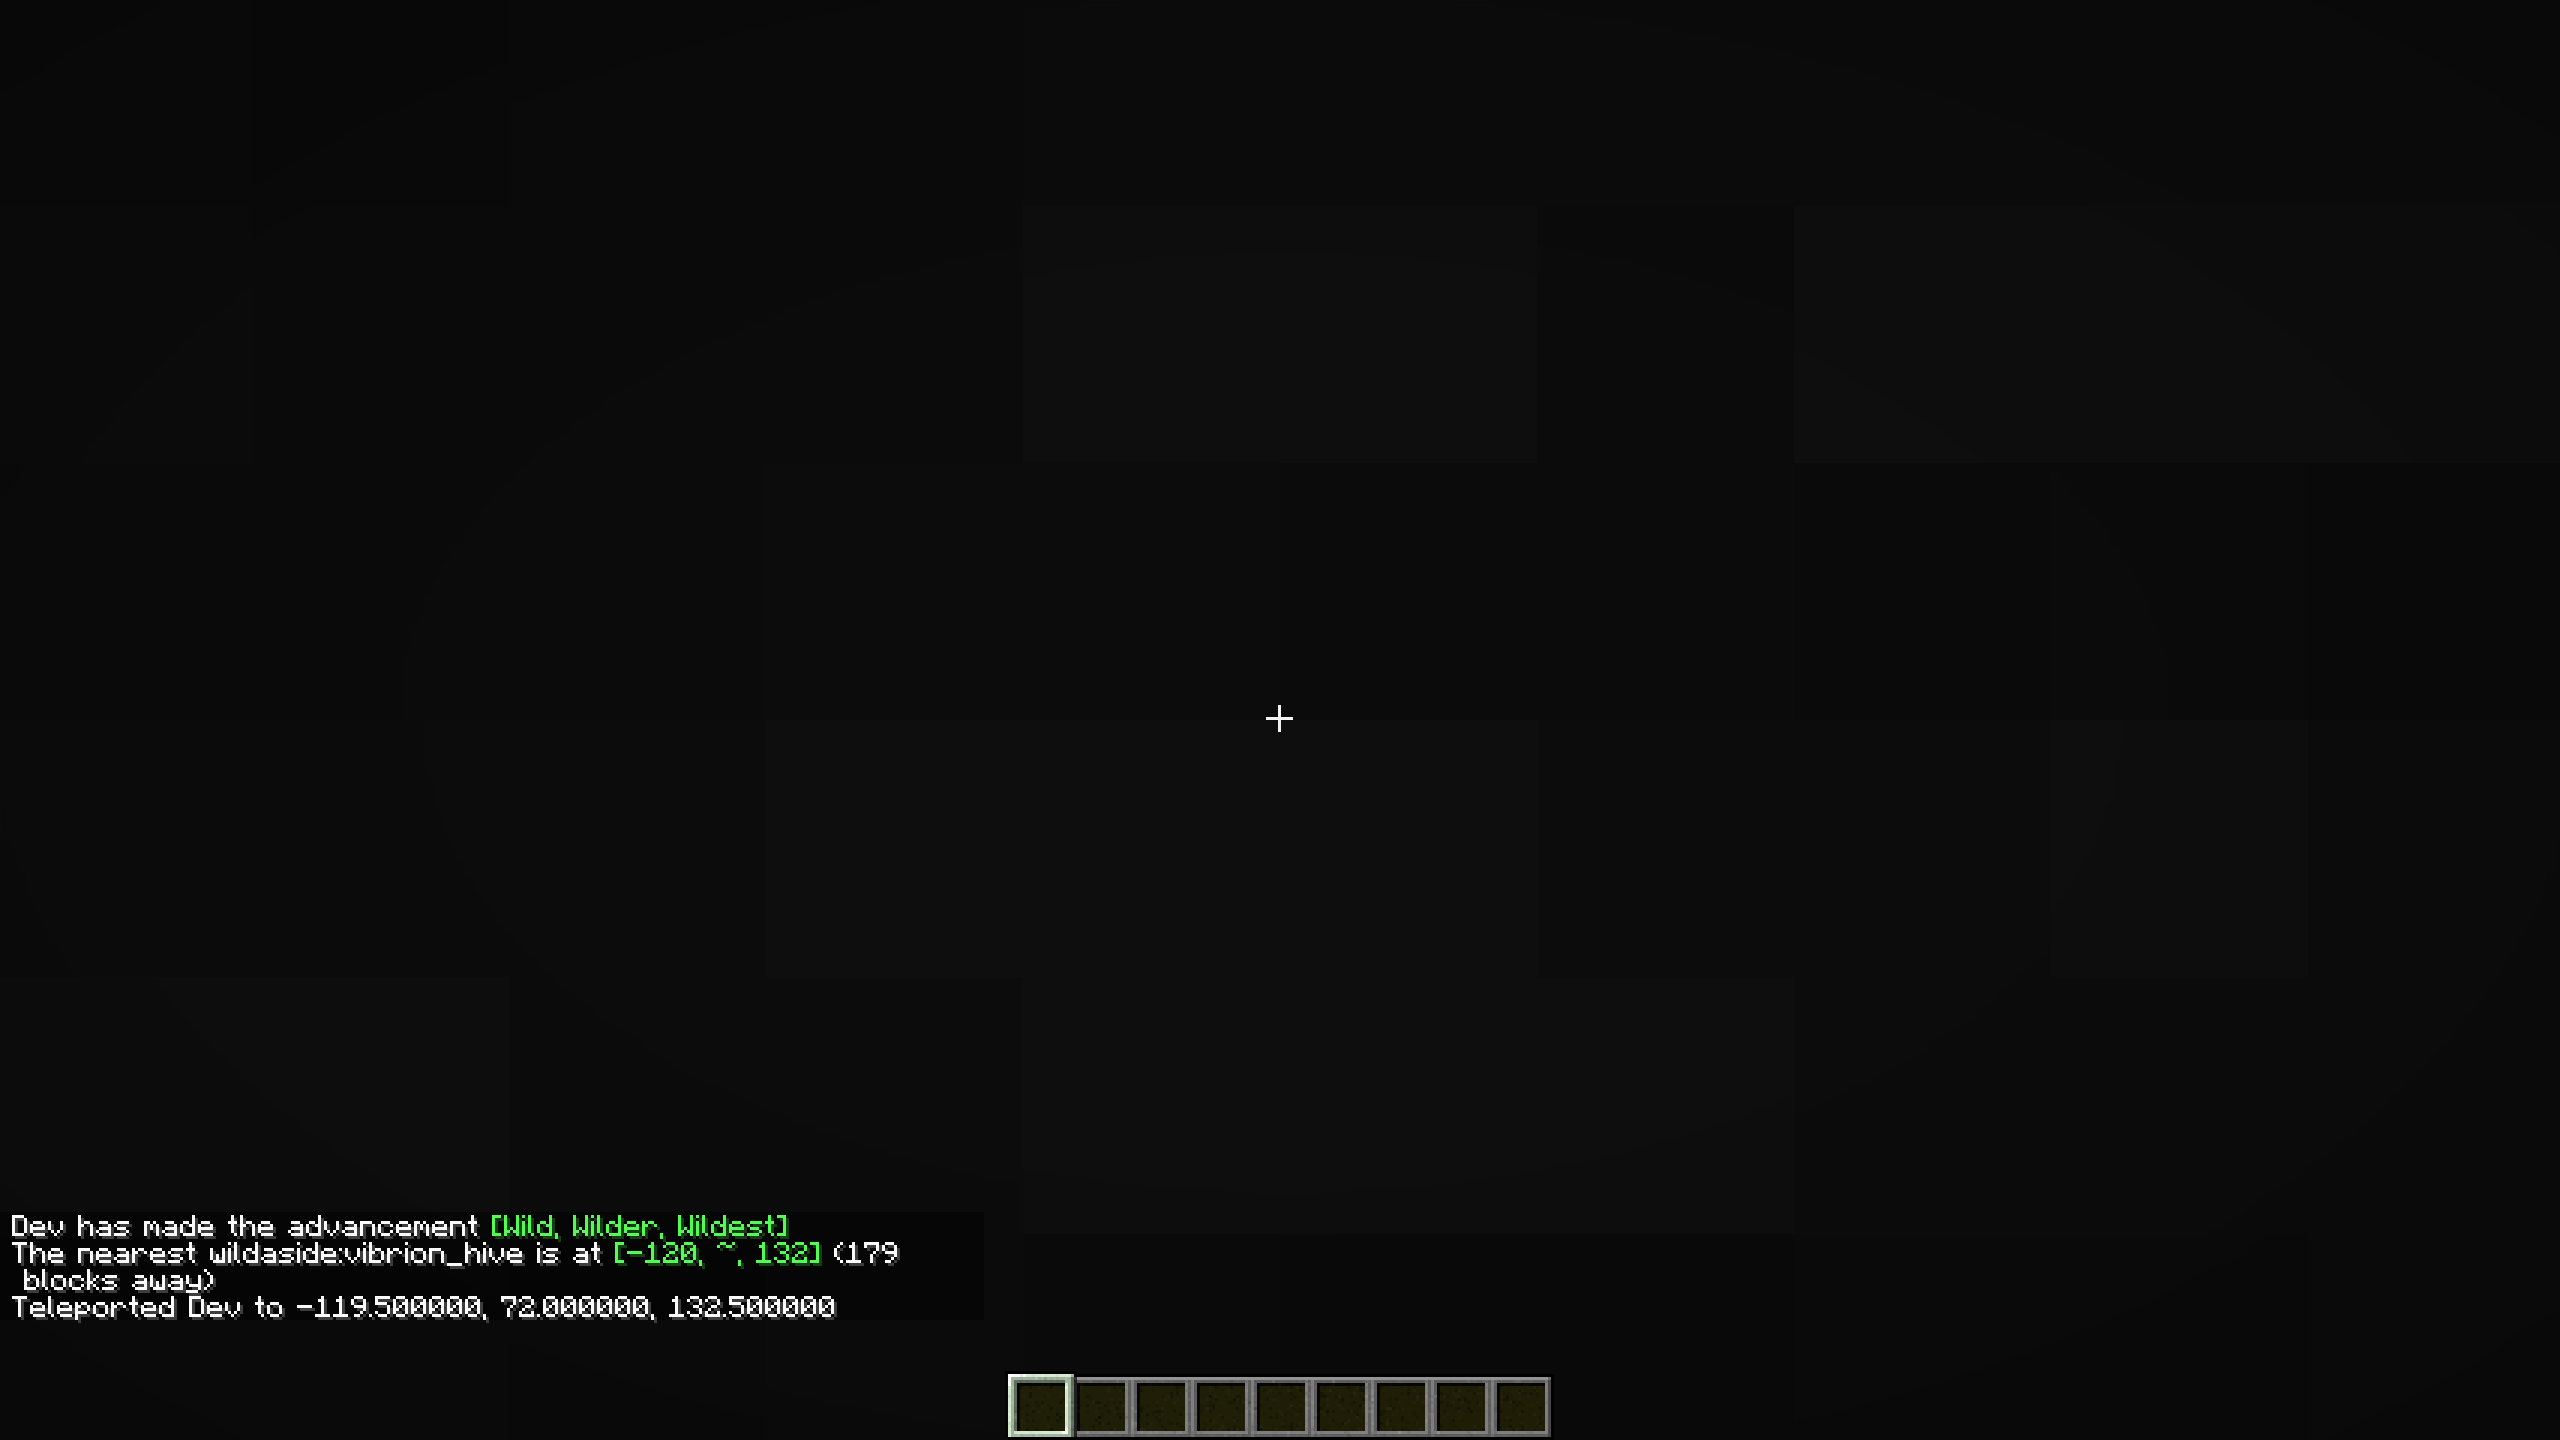 Dev has made the advancement [Wild, Wilder, Wildest]
The nearest wildaside:vibrion_hive is at [-120, ~, 132] (179
blocks away)
Teleported Dev to -119.500000, 72.000000, 132.500000